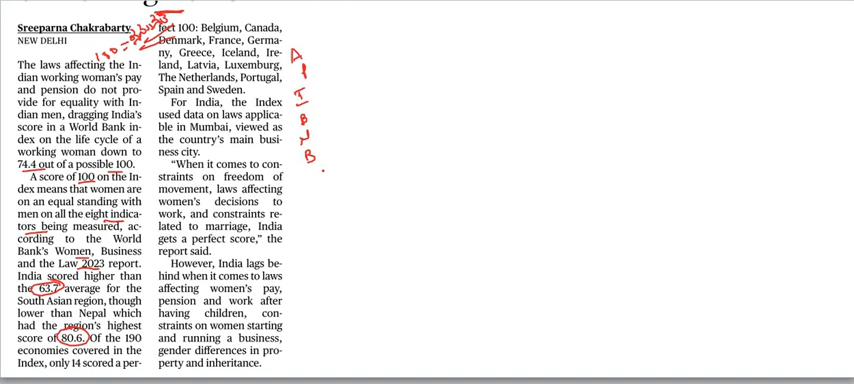 Sreeparna Chakrabarty
NEW DELHI
The laws affecting the In-
dian working woman's pay
and pension do not pro-
vide for equality with In-
dian men, dragging India's
score in a World Bank in-
dex on the life cycle of a
working woman down to
74.4 out of a possible 100.
A score of 100 on the In-
dex means that women are
on an equal standing with
men on all the eight indica-
tors being measured, ac-
cording to the World
Bank's Women, Business
and the Law 2023 report.
India scored higher than
the 63.7 average for the
South Asian region, though
lower than Nepal which
had the region's highest
score of 80.6. Of the 190
economies covered in the
Index, only 14 scored a per-
fect 100: Belgium, Canada,
Denmark, France, Germa-
ny, Greece, Iceland, Ire-
land, Latvia, Luxemburg,
The Netherlands, Portugal,
Spain and Sweden.
For India, the Index
used data on laws applica-
ble in Mumbai, viewed as
the country's main busi-
ness city.
"When it comes to con-
straints on freedom of
movement, laws affecting
women's decisions to
work, and constraints re-
lated to marriage, India
gets a perfect score," the
report said.
However, India lags be-
hind when it comes to laws
affecting women's pay,
pension and work after
having children, con-
straints on women starting
and running a business,
gender differences in pro-
perty and inheritance.